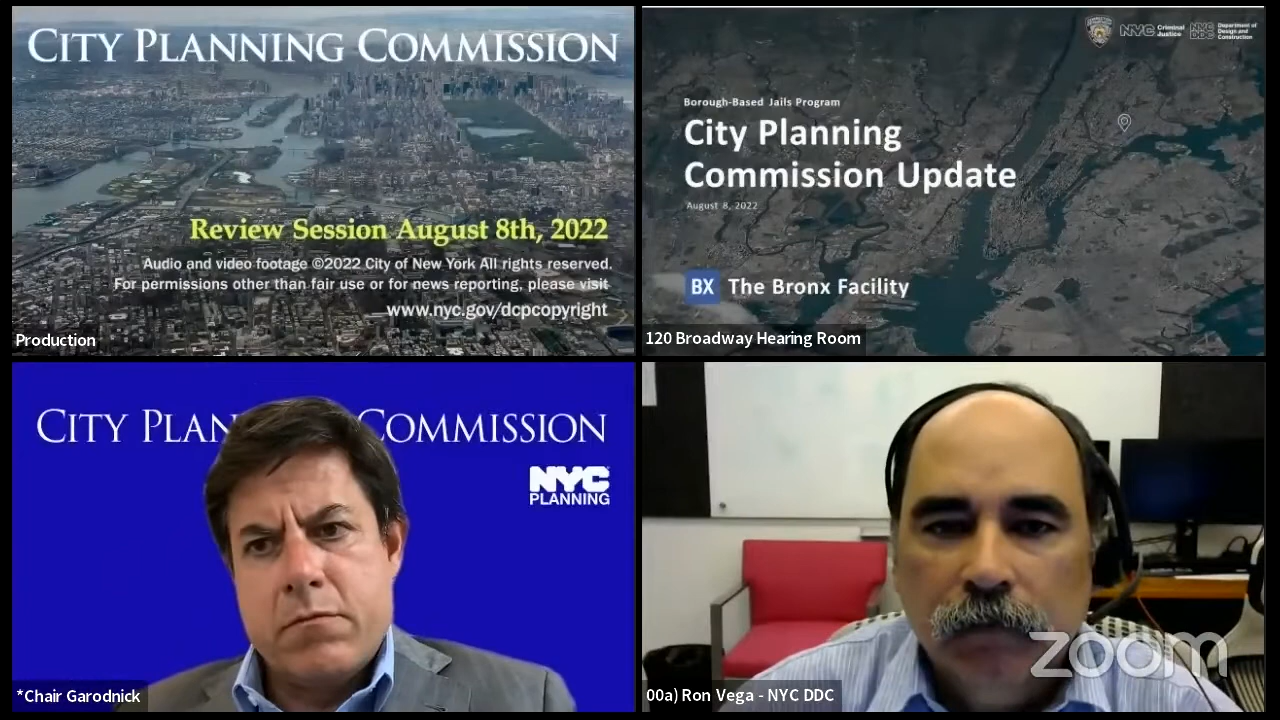 CITY PLANNING COMMISSION
Review Session August 8th, 2022
Audio and video footage ©2022 City of New York All rights reserved.
For permissions other than fair use or for news reporting, please visit
www.nyc.gov/dcpcopyright
Production
NYC Criminal Justice
NYC DDC Department of Design and Construction
Borough-Based Jails Program
City Planning
Commission Update
August 8, 2022
BX The Bronx Facility
120 Broadway Hearing Room
CITY PLAN COMMISSION
NYC
PLANNING
*Chair Garodnick
zoom
00a) Ron Vega - NYC DDC